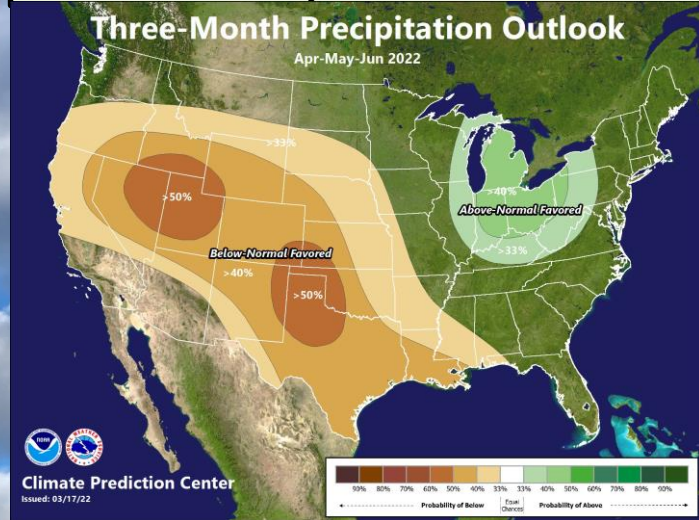 Three-Month Precipitation Outlook
Apr-May-Jun 2022
>33%
>50%
>40%
Above-Normal Favored
>33%
Below-Normal Favored
>40%
>50%
NOAA
Climate Prediction Center
Issued: 03/17/22
90% 80% 70% 60% 50% 40% 33% 33% 40% 50% 60% 70% 80% 90%
Probability of Below Equal Chances Probability of Above